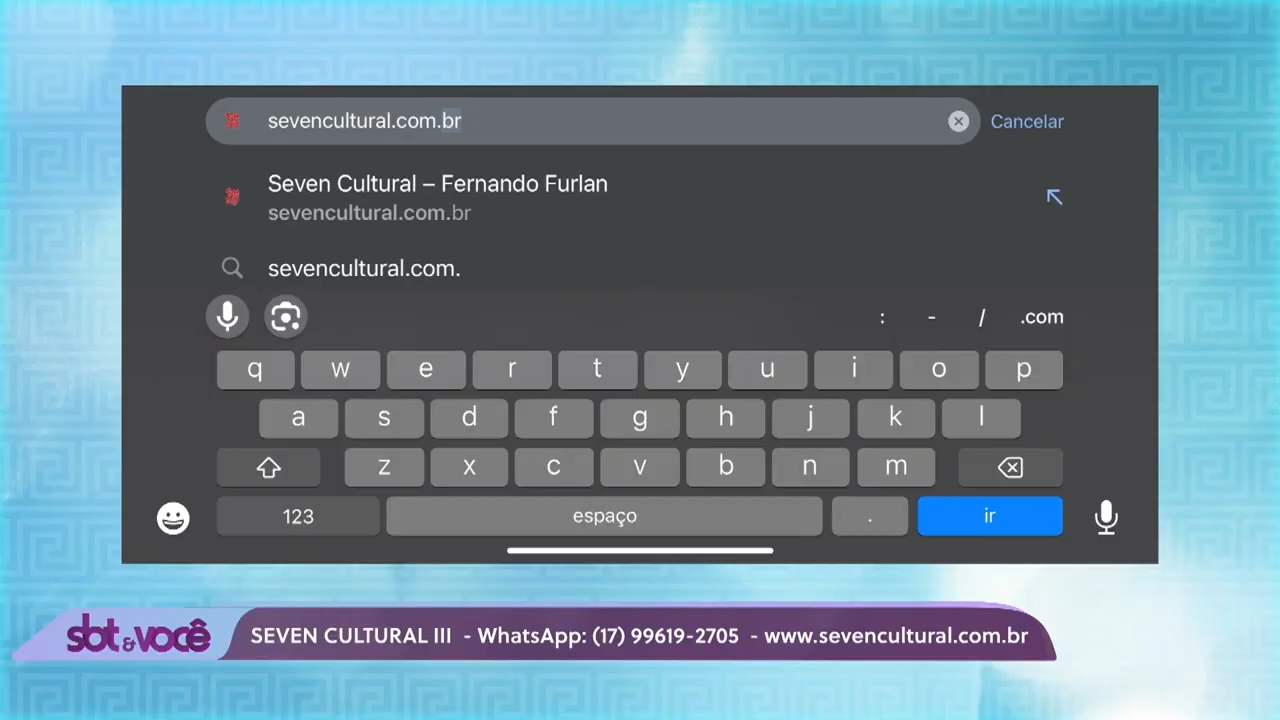 sevencultural.com.br
Cancelar
Seven Cultural – Fernando Furlan
sevencultural.com.br
sevencultural.com.
: - / .com
q w e r t y u i o p
a s d f g h j k l
z x c v b n m
123 espaço . ir
sbt &você
SEVEN CULTURAL III - WhatsApp: (17) 99619-2705 - www.sevencultural.com.br